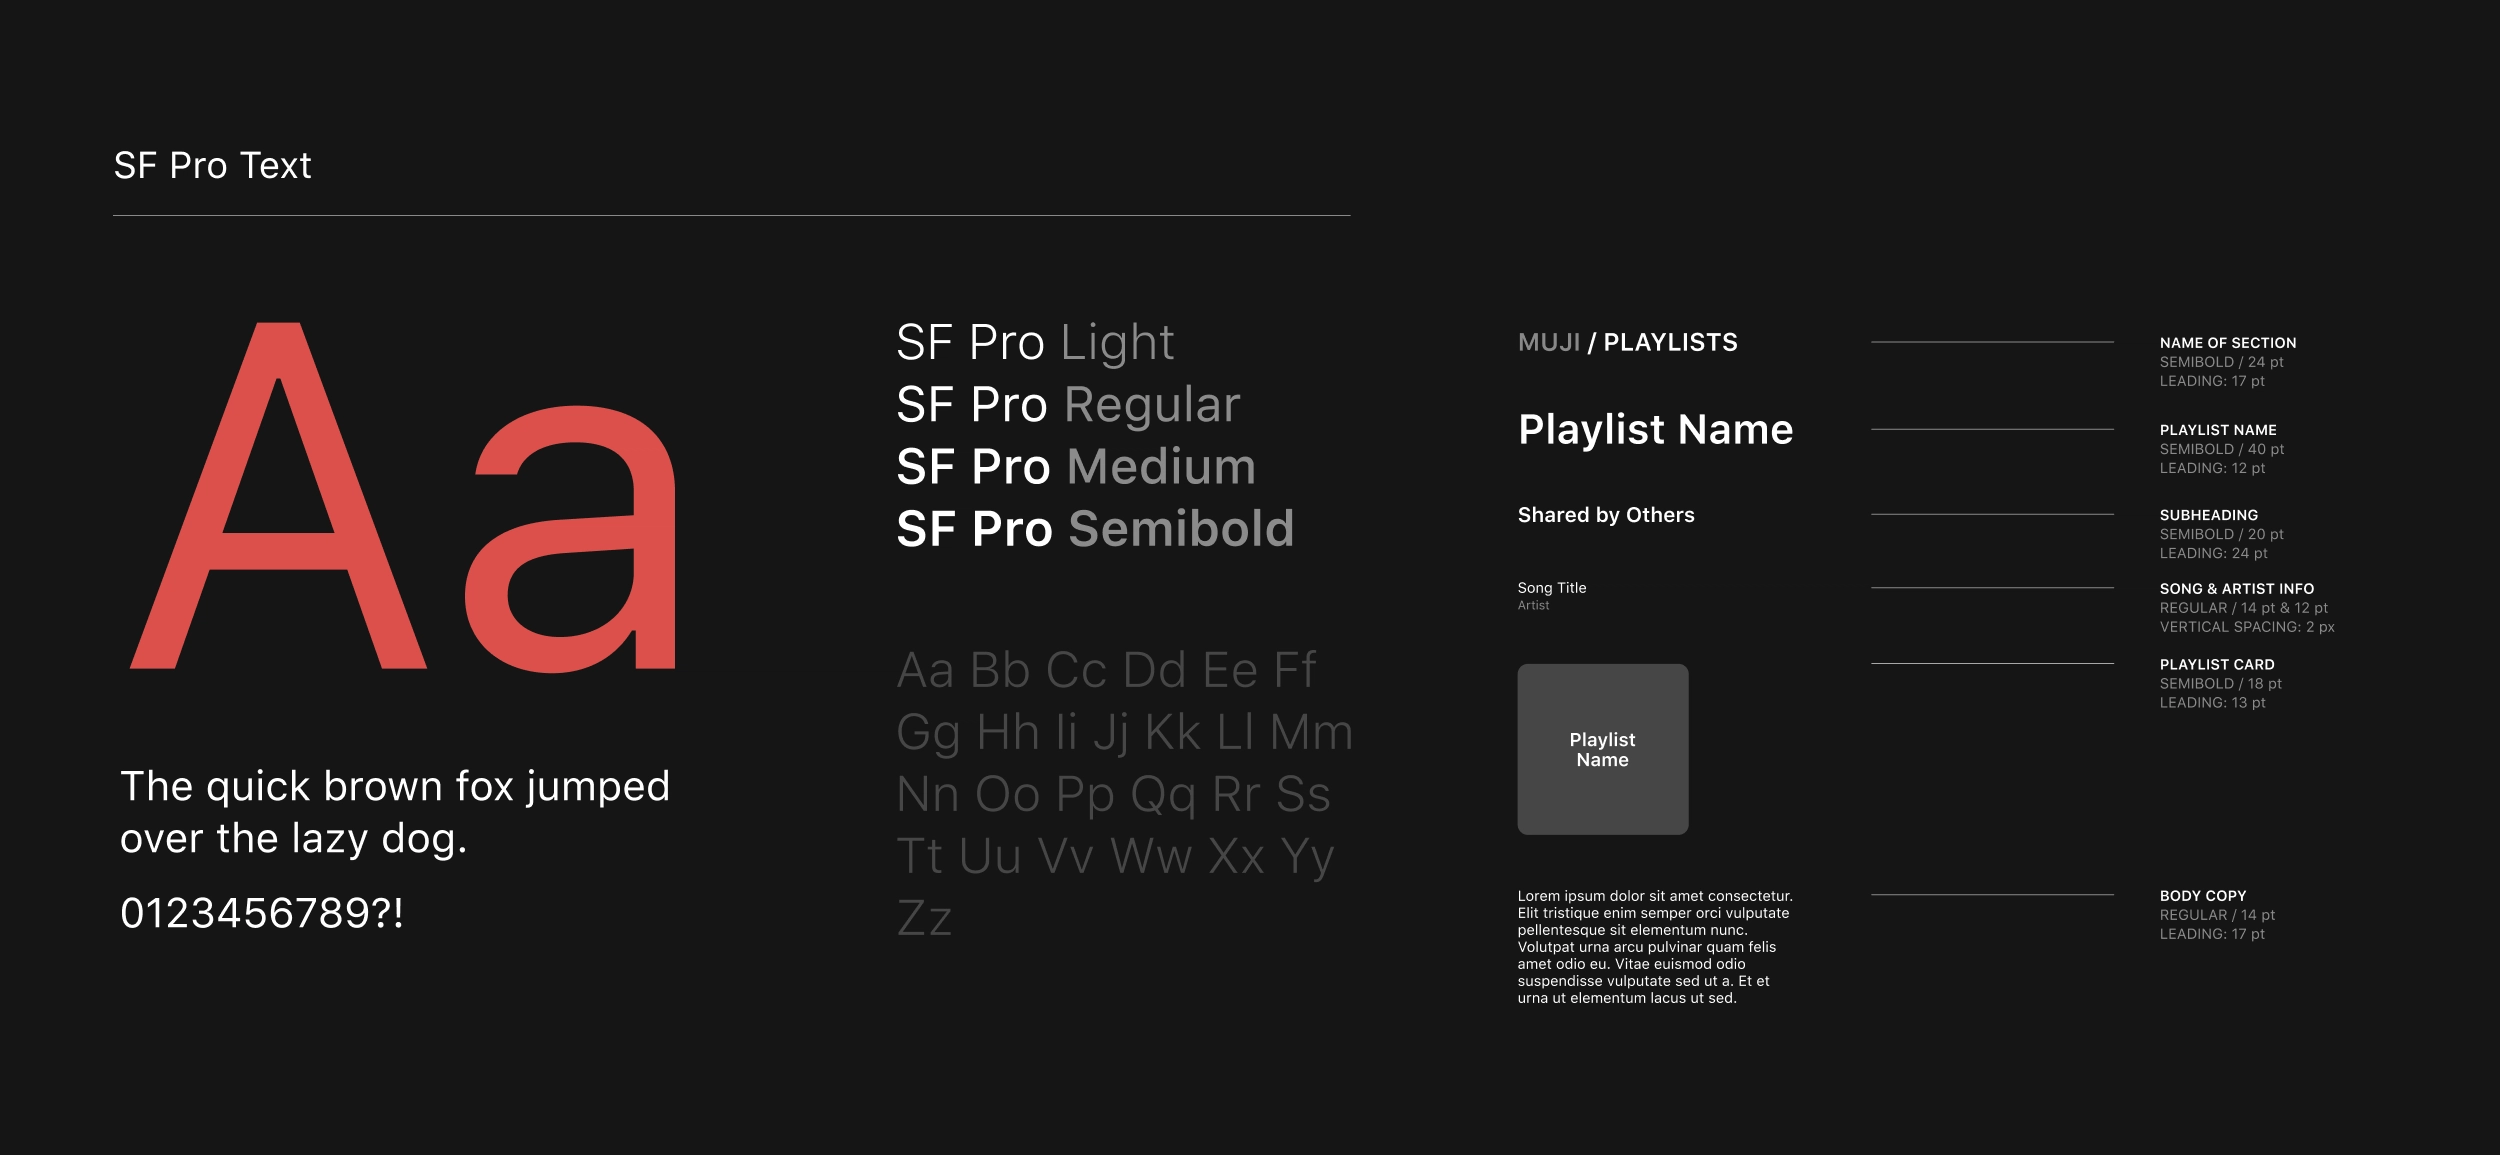 SF Pro Text
Aa
The quick brown fox jumped
over the lazy dog.
0123456789?!
SF Pro Light
SF Pro Regular
SF Pro Medium
SF Pro Semibold
Aa Bb Cc Dd Ee Ff
Gg Hh Ii Jj Kk Ll Mm
Nn Oo Pp Qq Rr Ss
Tt Uu Vv Ww Xx Yy
Zz
MUJI / PLAYLISTS
NAME OF SECTION
SEMIBOLD / 24 pt
LEADING: 17 pt
Playlist Name
PLAYLIST NAME
SEMIBOLD / 40 pt
LEADING: 12 pt
Shared by Others
SUBHEADING
SEMIBOLD / 20 pt
LEADING: 24 pt
Song Title
Artist
SONG & ARTIST INFO
REGULAR / 14 pt & 12 pt
VERTICAL SPACING: 2 px
Playlist
Name
PLAYLIST CARD
SEMIBOLD / 18 pt
LEADING: 13 pt
Lorem ipsum dolor sit amet consectetur.
Elit tristique enim semper orci vulputate
pellentesque sit elementum nunc.
Volutpat urna arcu pulvinar quam felis
amet odio eu. Vitae euismod odio
suspendisse vulputate sed ut a. Et et
urna ut elementum lacus ut sed.
BODY COPY
REGULAR / 14 pt
LEADING: 17 pt